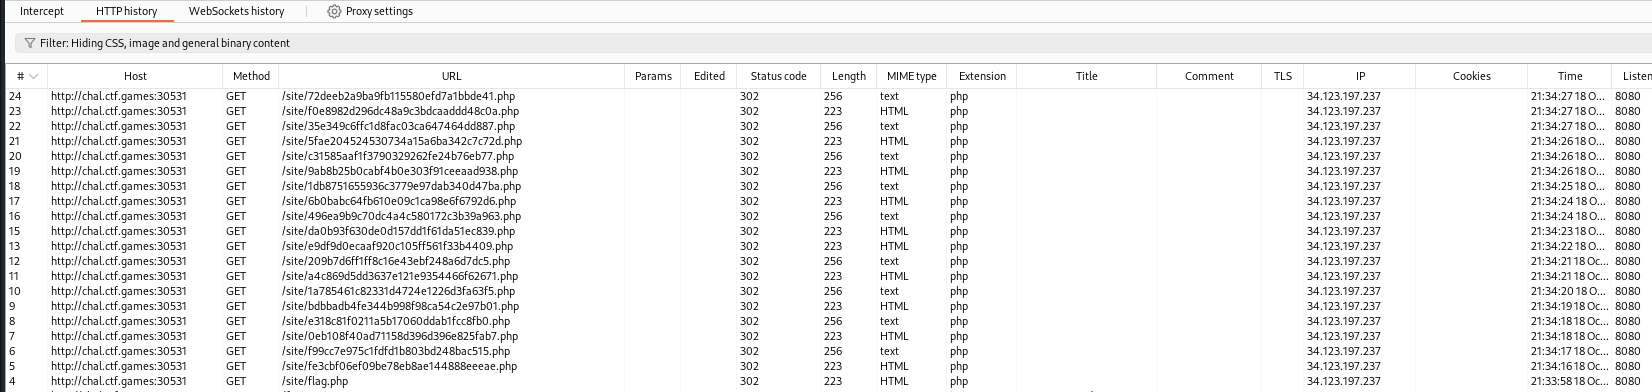 Intercept HTTP history WebSockets history Proxy settings
Filter: Hiding CSS, image and general binary content
# Host Method URL Params Edited Status code Length MIME type Extension Title Comment TLS IP Cookies Time Listen
24 http://chal.ctf.games:30531 GET /site/72deeb2a9ba9fb115580efd7a1bbde41.php 302 256 text php 34.123.197.237 21:34:27 18 O... 8080
23 http://chal.ctf.games:30531 GET /site/f0e8982d296dc48a9c3bdcaaddd48c0a.php 302 223 HTML php 34.123.197.237 21:34:27 18 O... 8080
22 http://chal.ctf.games:30531 GET /site/35e349c6ffc1d8fac03ca647464dd887.php 302 256 text php 34.123.197.237 21:34:27 18 O... 8080
21 http://chal.ctf.games:30531 GET /site/5fae204524530734a15a6ba342c7c72d.php 302 223 HTML php 34.123.197.237 21:34:26 18 O... 8080
20 http://chal.ctf.games:30531 GET /site/c31585aaf1f3790329262fe24b76eb77.php 302 256 text php 34.123.197.237 21:34:26 18 O... 8080
19 http://chal.ctf.games:30531 GET /site/9ab8b25b0cabf4b0e303f91ceeaad938.php 302 223 HTML php 34.123.197.237 21:34:26 18 O... 8080
18 http://chal.ctf.games:30531 GET /site/1db8751655936c3779e97dab340d47ba.php 302 256 text php 34.123.197.237 21:34:25 18 O... 8080
17 http://chal.ctf.games:30531 GET /site/6b0babc64fb610e09c1ca98e6f6792d6.php 302 223 HTML php 34.123.197.237 21:34:24 18 O... 8080
16 http://chal.ctf.games:30531 GET /site/496ea9b9c70dc4a4c580172c3b39a963.php 302 256 text php 34.123.197.237 21:34:24 18 O... 8080
15 http://chal.ctf.games:30531 GET /site/da0b93f630de0d157dd1f61da51ec839.php 302 223 HTML php 34.123.197.237 21:34:23 18 O... 8080
13 http://chal.ctf.games:30531 GET /site/e9df9d0ecaaf920c105ff561f33b4409.php 302 223 HTML php 34.123.197.237 21:34:22 18 O... 8080
12 http://chal.ctf.games:30531 GET /site/209b7d6ff1ff8c16e43ebf248a6d7dc5.php 302 256 text php 34.123.197.237 21:34:21 18 Oc... 8080
11 http://chal.ctf.games:30531 GET /site/a4c869d5dd3637e121e9354466f62671.php 302 223 HTML php 34.123.197.237 21:34:21 18 Oc... 8080
10 http://chal.ctf.games:30531 GET /site/1a785461c82331d4724e1226d3fa63f5.php 302 256 text php 34.123.197.237 21:34:20 18 O... 8080
9 http://chal.ctf.games:30531 GET /site/bdbbadb4fe344b998f98ca54c2e97b01.php 302 223 HTML php 34.123.197.237 21:34:19 18 Oc... 8080
8 http://chal.ctf.games:30531 GET /site/e318c81f0211a5b17060ddab1fcc8fb0.php 302 256 text php 34.123.197.237 21:34:18 18 Oc... 8080
7 http://chal.ctf.games:30531 GET /site/0eb108f40ad71158d396d396e825fab7.php 302 223 HTML php 34.123.197.237 21:34:18 18 Oc... 8080
6 http://chal.ctf.games:30531 GET /site/f99cc7e975c1fdfd1b803bd248bac515.php 302 256 text php 34.123.197.237 21:34:17 18 Oc... 8080
5 http://chal.ctf.games:30531 GET /site/fe3cbf06ef09be78eb8ae144888eeeae.php 302 223 HTML php 34.123.197.237 21:34:16 18 Oc... 8080
4 http://chal.ctf.games:30531 GET /site/flag.php 302 223 HTML php 34.123.197.237 21:33:58 18 Oc... 8080